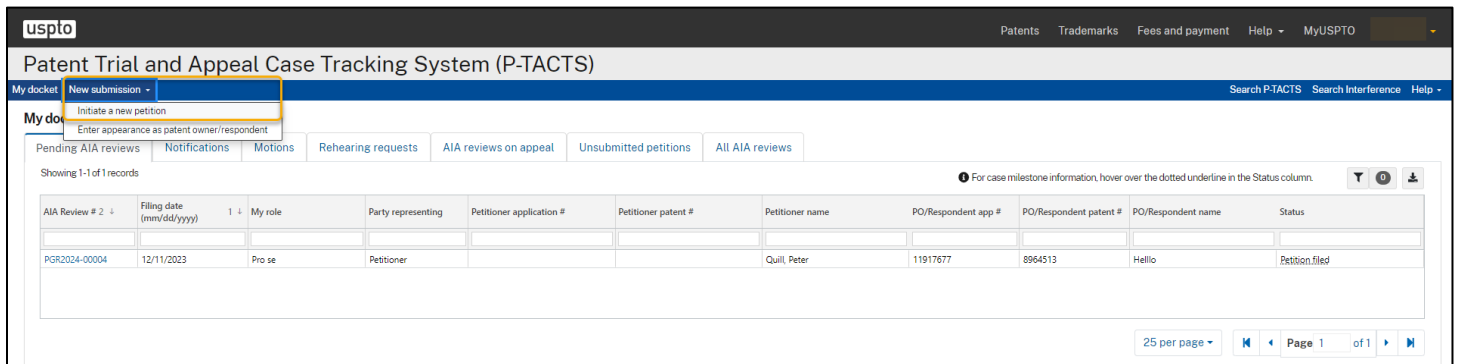 uspto Patents Trademarks Fees and payment Help MyUSPTO
Patent Trial and Appeal Case Tracking System (P-TACTS)
My docket New submission Search P-TACTS Search Interference Help
Initiate a new petition
My do
Enter appearance as patent owner/respondent
Pending AIA reviews Notifications Motions Rehearing requests AIA reviews on appeal Unsubmitted petitions All AIA reviews
Showing 1-1 of 1 records For case milestone information, hover over the dotted underline in the Status column. 0
AIA Review # 2 ↓ Filing date (mm/dd/yyyy) 1 ↓ My role Party representing Petitioner application # Petitioner patent # Petitioner name PO/Respondent app # PO/Respondent patent # PO/Respondent name Status
PGR2024-00004 12/11/2023 Pro se Petitioner Quill, Peter 11917677 8964513 Helllo Petition filed
25 per page Page 1 of 1